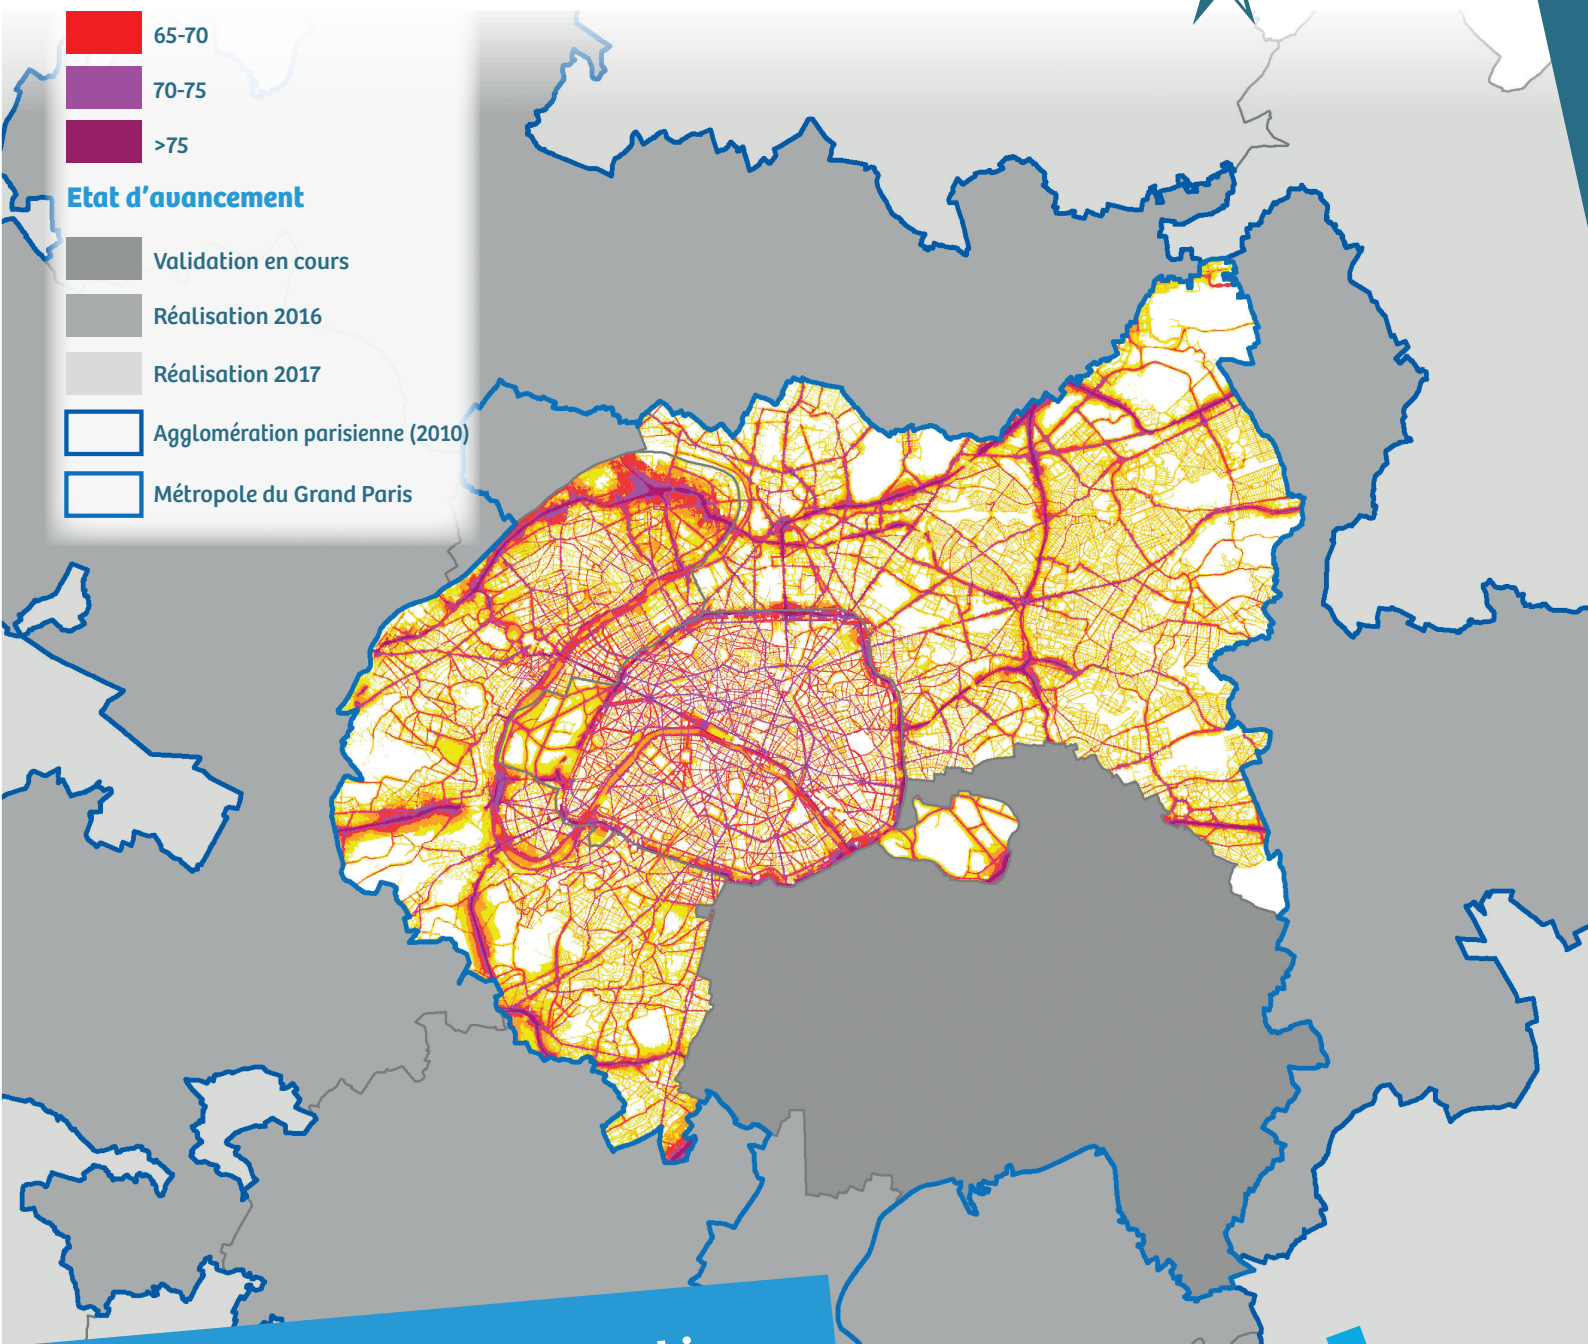 65-70
70-75
>75
Etat d'avancement
Validation en cours
Réalisation 2016
Réalisation 2017
Agglomération parisienne (2010)
Métropole du Grand Paris